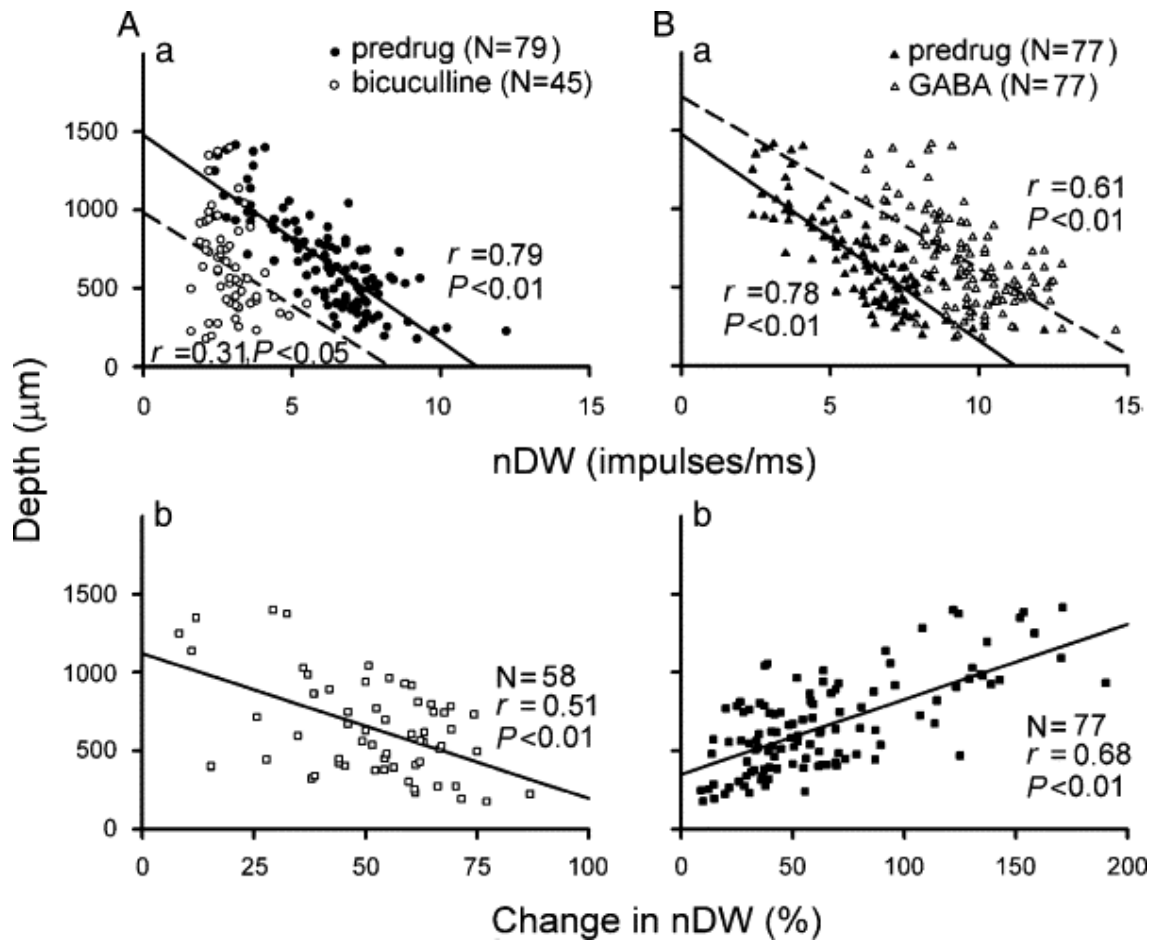 A
a
● predrug (N=79)
○ bicuculline (N=45)
1500
1000
500
0
r =0.79
P<0.01
r =0.31, P<0.05
0 5 10 15
B
a
▲ predrug (N=77)
△ GABA (N=77)
r =0.61
P<0.01
r =0.78
P<0.01
0 5 10 15
nDW (impulses/ms)
Depth (μm)
b
1500
1000
500
0
N=58
r =0.51
P<0.01
0 25 50 75 100
b
N=77
r =0.68
P<0.01
0 50 100 150 200
Change in nDW (%)